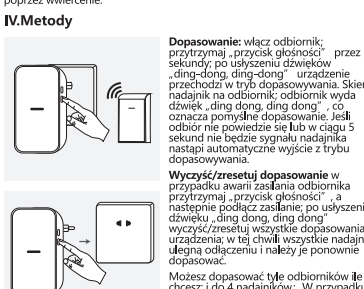 poprzez wwiercenie.
IV.Metody
Dopasowanie: włącz odbiornik;
przytrzymaj „przycisk głośności” przez
sekundy; po usłyszeniu dźwięków
„ding-dong, ding-dong” urządzenie
przechodzi w tryb dopasowywania. Skier
nadajnik na odbiornik; odbiornik wyda
dźwięk „ding dong, ding dong”, co
oznacza pomyślne dopasowanie. Jeśli
odbiór nie powiedzie się lub w ciągu 5
sekund nie będzie sygnału nadajnika
nastąpi automatyczne wyjście z trybu
dopasowywania.
Wyczyść/zresetuj dopasowanie w
przypadku awarii zasilania odbiornika
przytrzymaj „przycisk głośności”, a
następnie podłącz zasilanie; po usłyszeni
dźwięku „ding dong, ding dong”
wyczyść/zresetuj wszystkie dopasowania
urządzenia; w tej chwili wszystkie nadajn
ulegną odłączeniu i należy je ponownie
dopasować.
Możesz dopasować tyle odbiorników ile
chcesz; i do 4 nadajników; W przypadku